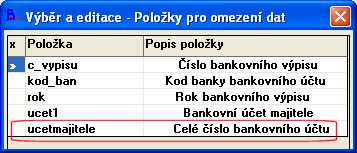 Výběr a editace - Položky pro omezení dat
x Položka Popis položky
c_vypisu Číslo bankovního výpisu
kod_ban Kod banky bankovního účtu
rok Rok bankovního výpisu
ucet1 Bankovní účet majitele
ucetmajitele Celé číslo bankovního účtu